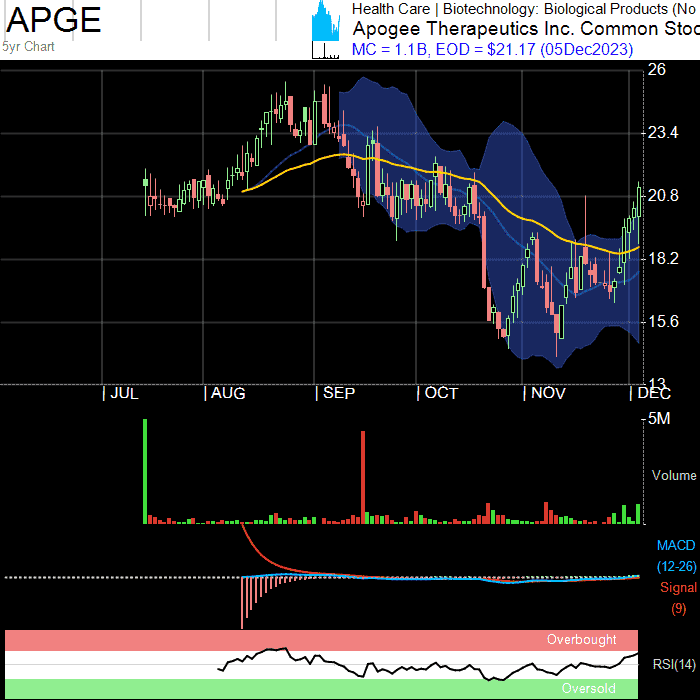 APGE
5yr Chart
Health Care | Biotechnology: Biological Products (No
Apogee Therapeutics Inc. Common Stoc
MC = 1.1B, EOD = $21.17 (05Dec2023)
26
23.4
20.8
18.2
15.6
13
| JUL | AUG | SEP | OCT | NOV | DEC
5M
Volume
MACD
(12-26)
Signal
(9)
Overbought
RSI(14)
Oversold